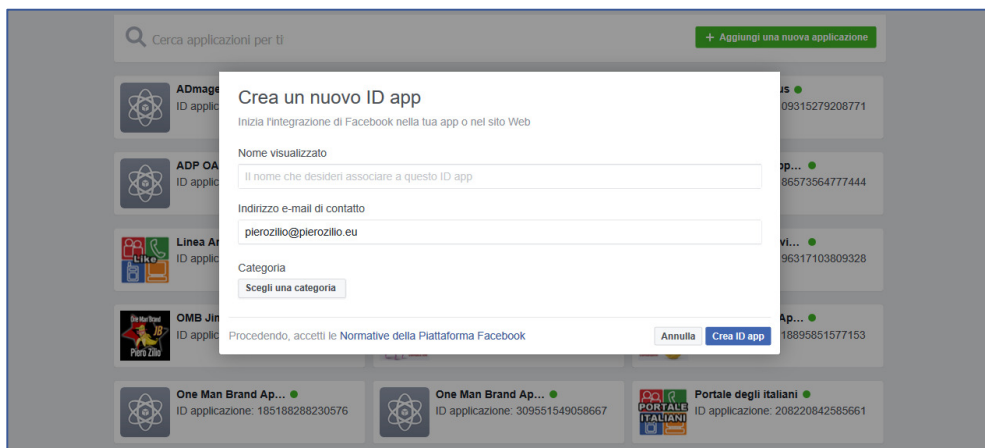 Cerca applicazioni per ti
+ Aggiungi una nuova applicazione
ADmage
ID applic
us
09315279208771
Crea un nuovo ID app
Inizia l'integrazione di Facebook nella tua app o nel sito Web
Nome visualizzato
Il nome che desideri associare a questo ID app
ADP OA
ID applic
pp...
86573564777444
Indirizzo e-mail di contatto
pierozilio@pierozilio.eu
Like
Linea Ar
ID applic
vi...
96317103809328
Categoria
Scegli una categoria
One Man Brand
JB
Piero Zilio
OMB Jin
ID applic
Ap...
18895851577153
Procedendo, accetti le Normative della Piattaforma Facebook
Annulla
Crea ID app
One Man Brand Ap...
ID applicazione: 185188288230576
One Man Brand Ap...
ID applicazione: 309551549058667
PORTALE
ITALIANI
Portale degli italiani
ID applicazione: 208220842585661